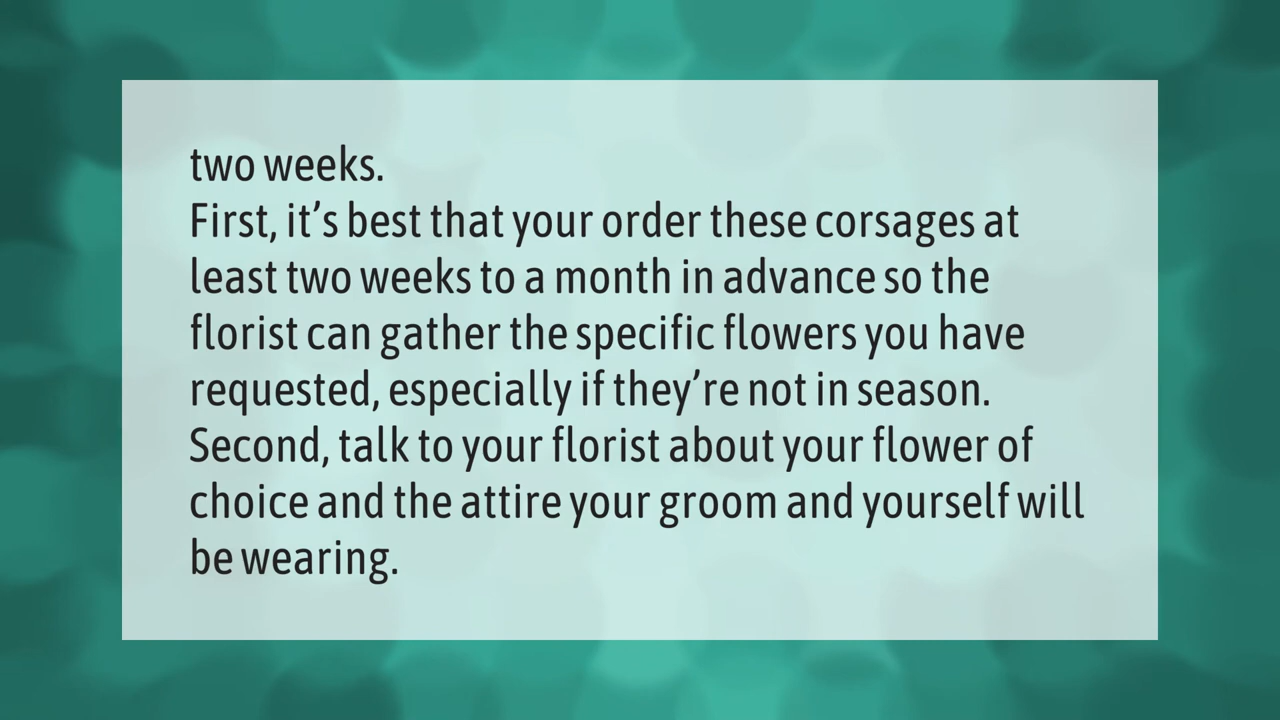 two weeks.
First, it’s best that your order these corsages at
least two weeks to a month in advance so the
florist can gather the specific flowers you have
requested, especially if they’re not in season.
Second, talk to your florist about your flower of
choice and the attire your groom and yourself will
be wearing.